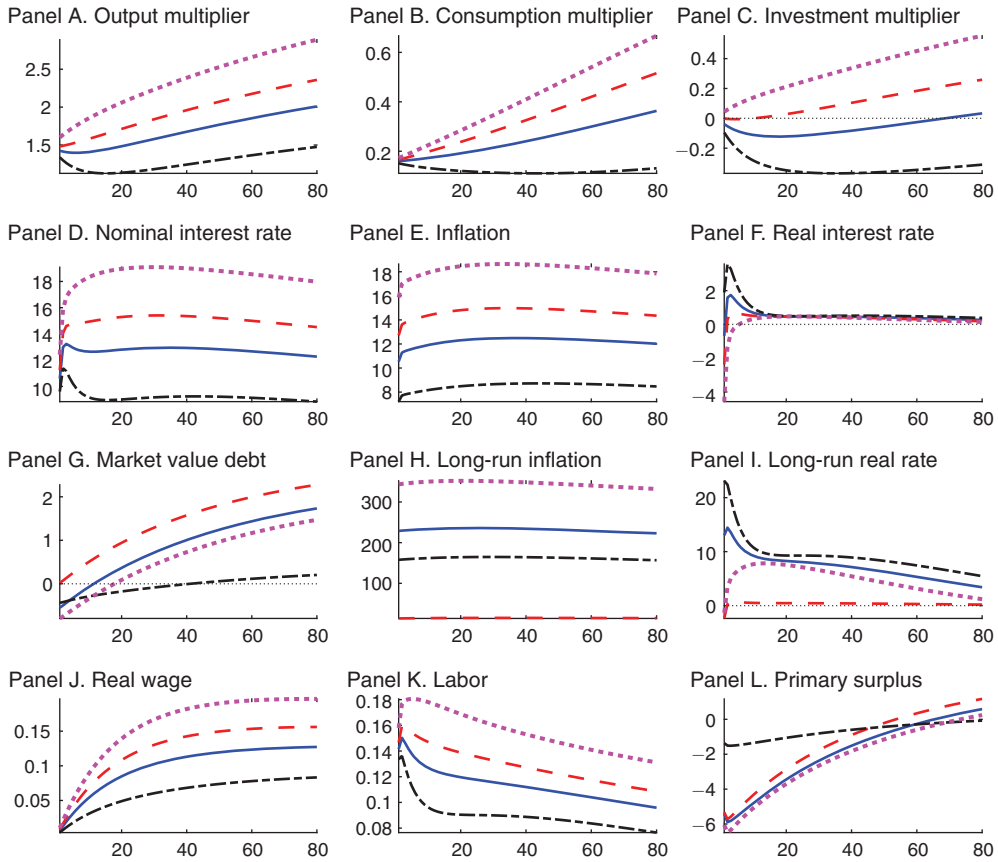 Panel A. Output multiplier
2.5
2
1.5
20 40 60 80
Panel B. Consumption multiplier
0.6
0.4
0.2
20 40 60 80
Panel C. Investment multiplier
0.4
0.2
0
−0.2
20 40 60 80
Panel D. Nominal interest rate
18
16
14
12
10
20 40 60 80
Panel E. Inflation
18
16
14
12
10
8
20 40 60 80
Panel F. Real interest rate
2
0
−2
−4
20 40 60 80
Panel G. Market value debt
2
1
0
20 40 60 80
Panel H. Long-run inflation
300
200
100
20 40 60 80
Panel I. Long-run real rate
20
10
0
20 40 60 80
Panel J. Real wage
0.15
0.1
0.05
20 40 60 80
Panel K. Labor
0.18
0.16
0.14
0.12
0.1
0.08
20 40 60 80
Panel L. Primary surplus
0
−2
−4
−6
20 40 60 80